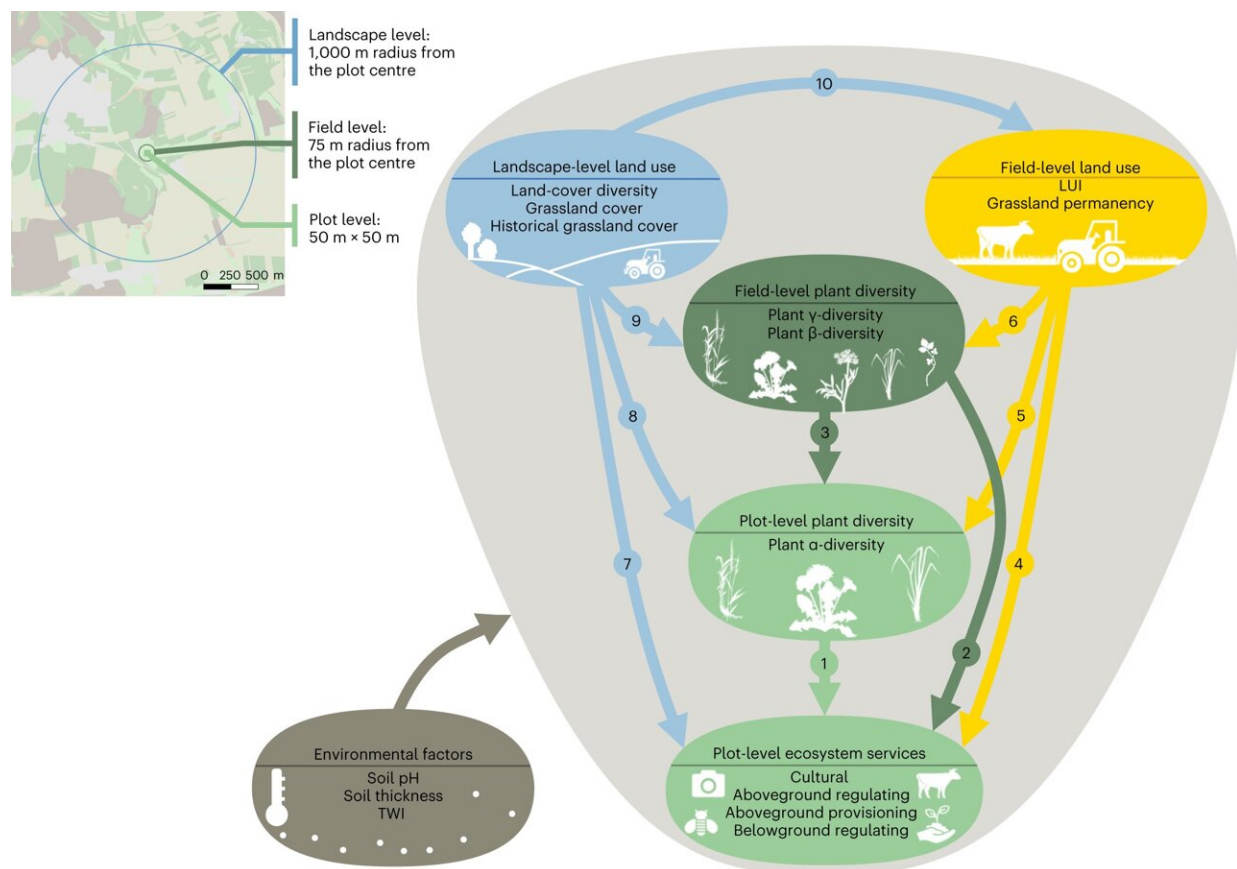 Landscape level:
1,000 m radius from
the plot centre
Field level:
75 m radius from
the plot centre
Plot level:
50 m × 50 m
0 250 500 m
10
Landscape-level land use
Land-cover diversity
Grassland cover
Historical grassland cover
Field-level land use
LUI
Grassland permanency
Field-level plant diversity
Plant γ-diversity
Plant β-diversity
9
6
8
3
5
Plot-level plant diversity
Plant α-diversity
7
4
1
2
Environmental factors
Soil pH
Soil thickness
TWI
Plot-level ecosystem services
Cultural
Aboveground regulating
Aboveground provisioning
Belowground regulating